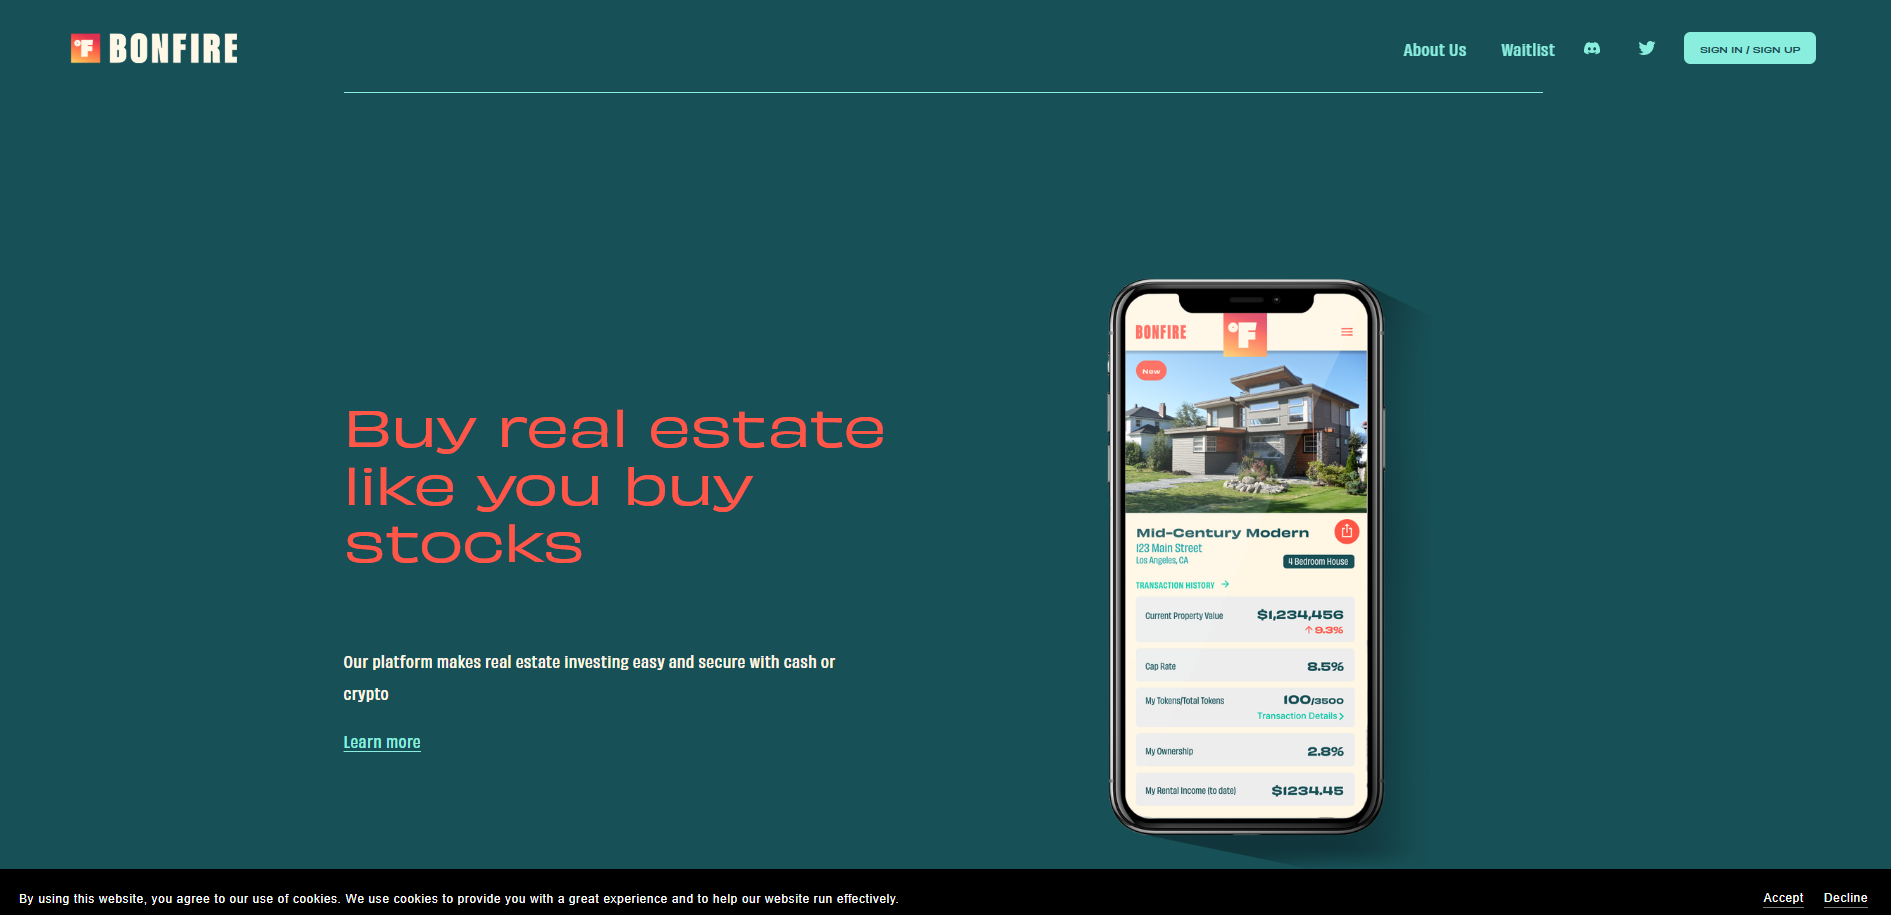 °F BONFIRE
About Us
Waitlist
SIGN IN / SIGN UP
Buy real estate
like you buy
stocks
Our platform makes real estate investing easy and secure with cash or
crypto
Learn more
BONFIRE
°F
New
Mid-Century Modern
123 Main Street
Los Angeles, CA
4 Bedroom House
TRANSACTION HISTORY →
Current Property Value $1,234,456
↑ 9.3%
Cap Rate 8.5%
My Tokens/Total Tokens 100/3500
Transaction Details >
My Ownership 2.8%
My Rental Income (to date) $1234.45
By using this website, you agree to our use of cookies. We use cookies to provide you with a great experience and to help our website run effectively.
Accept
Decline